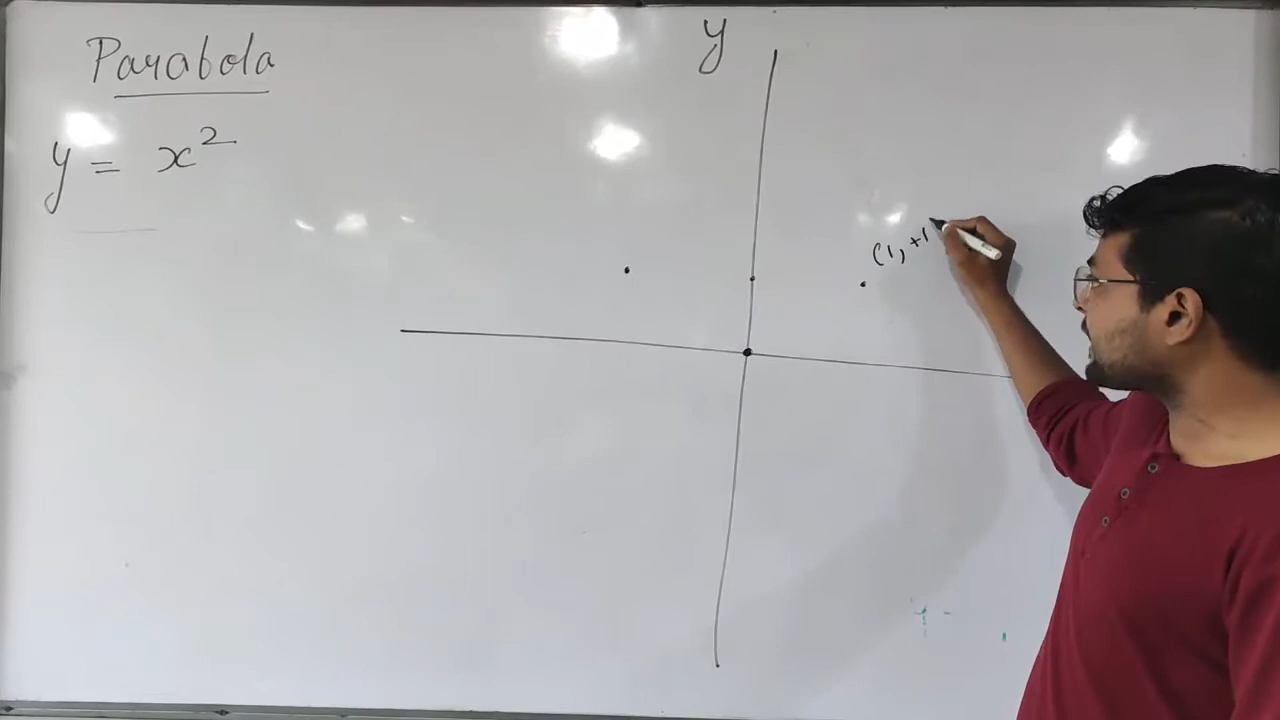 Parabola
y = x²
y
(1, +1